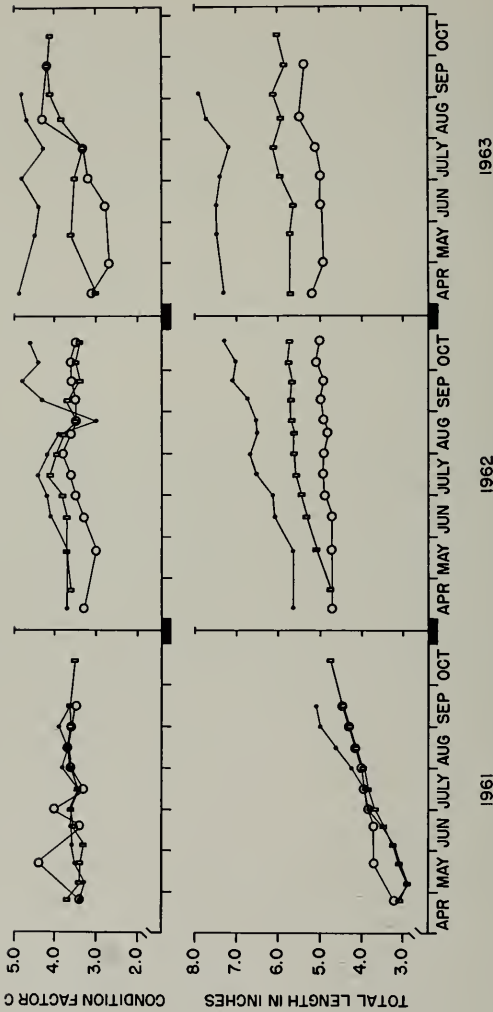 5.0
4.0
3.0
2.0
CONDITION FACTOR C
8.0
7.0
6.0
5.0
4.0
3.0
TOTAL LENGTH IN INCHES
APR MAY JUN JULY AUG SEP OCT
1961
APR MAY JUN JULY AUG SEP OCT
1962
APR MAY JUN JULY AUG SEP OCT
1963